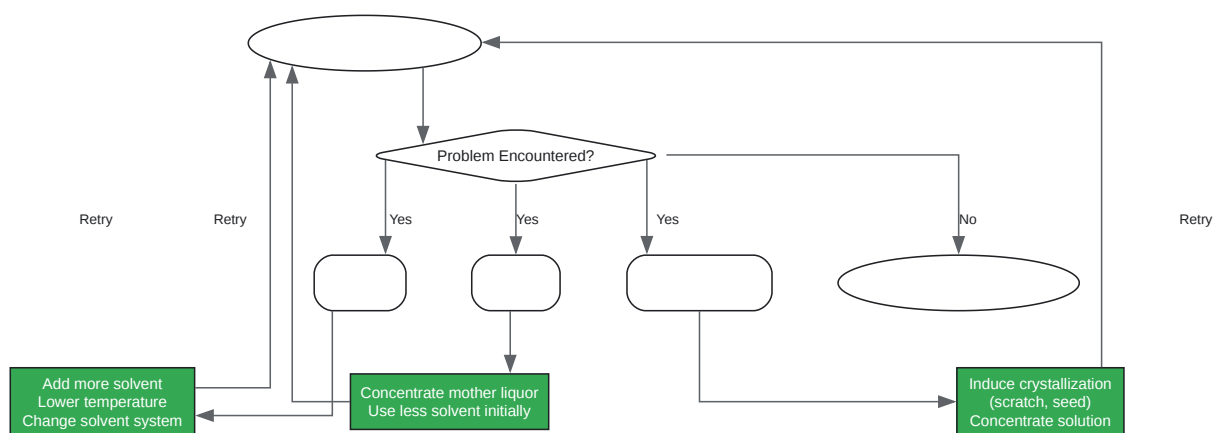 Problem Encountered?
Retry
Retry
Yes
Yes
Yes
No
Retry
Add more solvent
Lower temperature
Change solvent system
Concentrate mother liquor
Use less solvent initially
Induce crystallization
(scratch, seed)
Concentrate solution